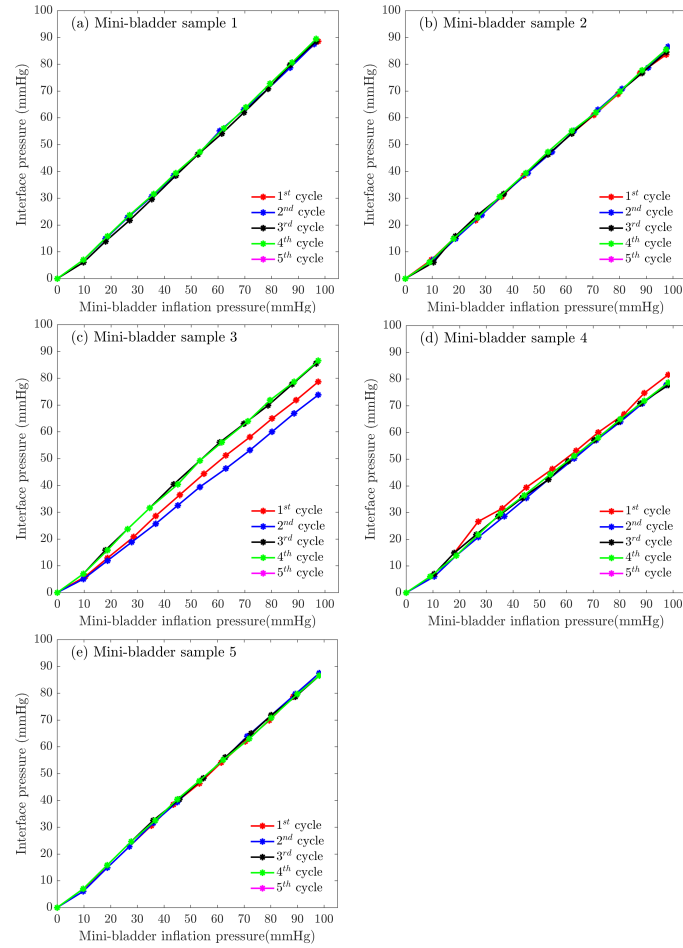 (a) Mini-bladder sample 1
Interface pressure (mmHg)
100
90
80
70
60
50
40
30
20
10
0
0 10 20 30 40 50 60 70 80 90 100
Mini-bladder inflation pressure(mmHg)
1st cycle
2nd cycle
3rd cycle
4th cycle
5th cycle
(b) Mini-bladder sample 2
Interface pressure (mmHg)
100
90
80
70
60
50
40
30
20
10
0
0 10 20 30 40 50 60 70 80 90 100
Mini-bladder inflation pressure(mmHg)
1st cycle
2nd cycle
3rd cycle
4th cycle
5th cycle
(c) Mini-bladder sample 3
Interface pressure (mmHg)
100
90
80
70
60
50
40
30
20
10
0
0 10 20 30 40 50 60 70 80 90 100
Mini-bladder inflation pressure(mmHg)
1st cycle
2nd cycle
3rd cycle
4th cycle
5th cycle
(d) Mini-bladder sample 4
Interface pressure (mmHg)
100
90
80
70
60
50
40
30
20
10
0
0 10 20 30 40 50 60 70 80 90 100
Mini-bladder inflation pressure(mmHg)
1st cycle
2nd cycle
3rd cycle
4th cycle
5th cycle
(e) Mini-bladder sample 5
Interface pressure (mmHg)
100
90
80
70
60
50
40
30
20
10
0
0 10 20 30 40 50 60 70 80 90 100
Mini-bladder inflation pressure(mmHg)
1st cycle
2nd cycle
3rd cycle
4th cycle
5th cycle